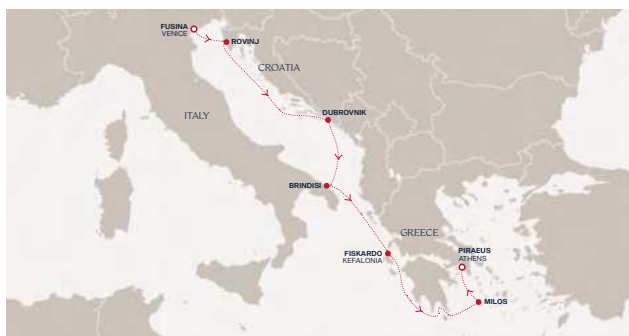 FUSINA
VENICE
ROVINJ
CROATIA
ITALY
DUBROVNIK
BRINDISI
GREECE
FISKARDO
KEFALONIA
PIRAEUS
ATHENS
MILOS